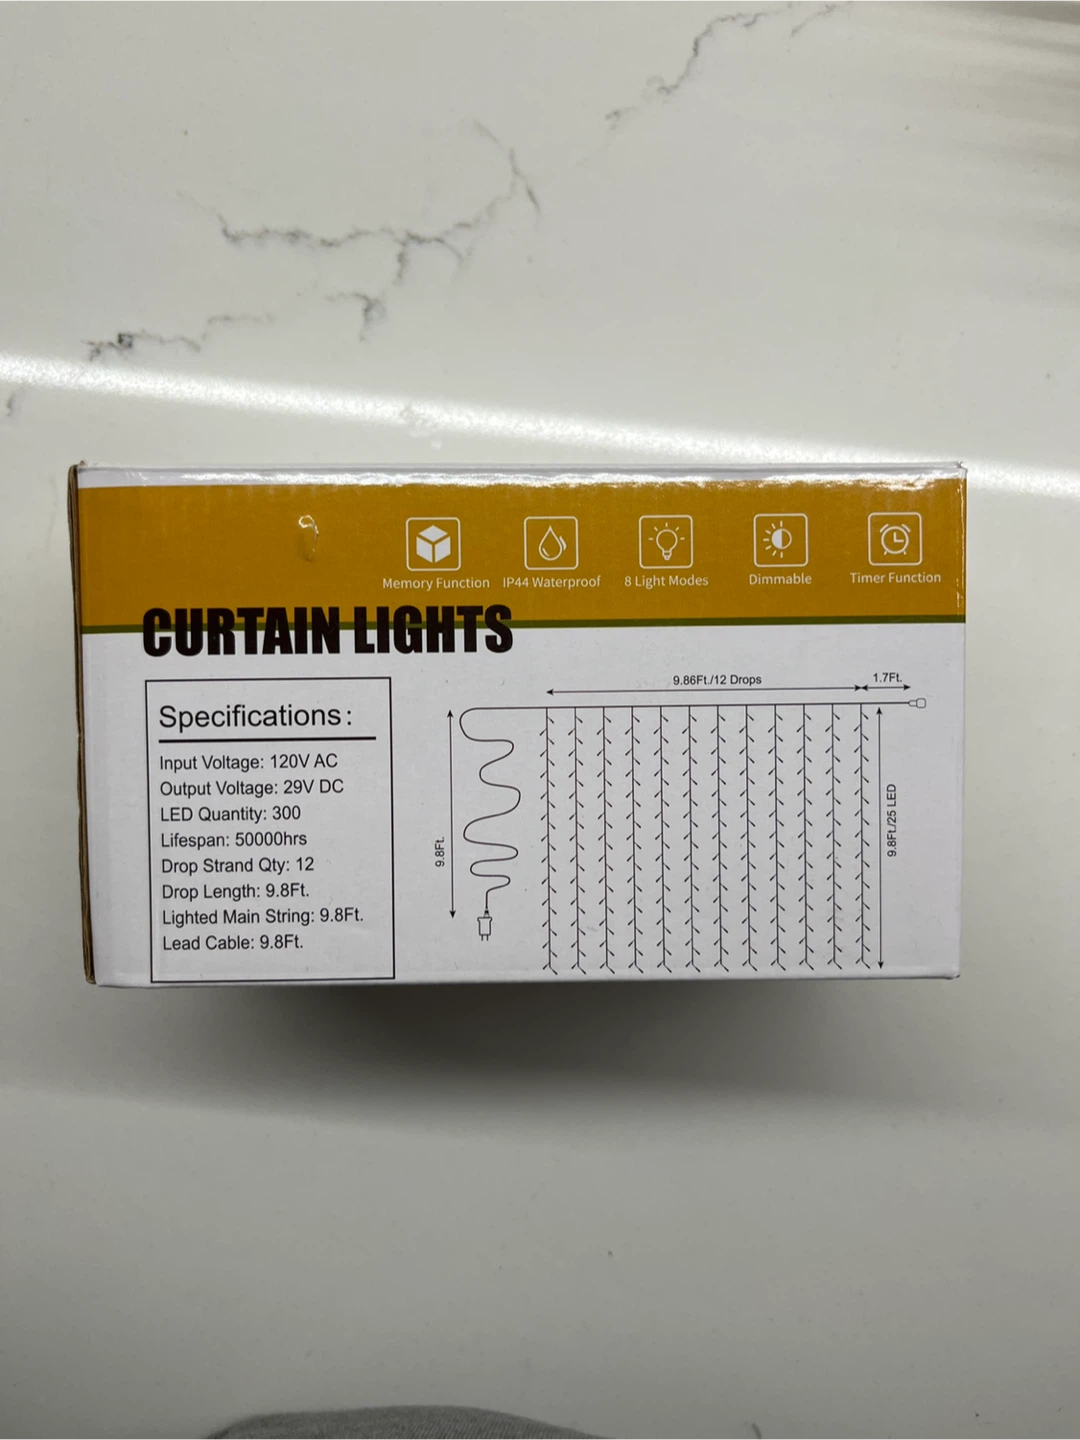 Memory Function
IP44 Waterproof
8 Light Modes
Dimmable
Timer Function
CURTAIN LIGHTS
Specifications:
Input Voltage: 120V AC
Output Voltage: 29V DC
LED Quantity: 300
Lifespan: 50000hrs
Drop Strand Qty: 12
Drop Length: 9.8Ft.
Lighted Main String: 9.8Ft.
Lead Cable: 9.8Ft.
9.86Ft./12 Drops
1.7Ft.
9.8Ft.
9.8Ft./25 LED